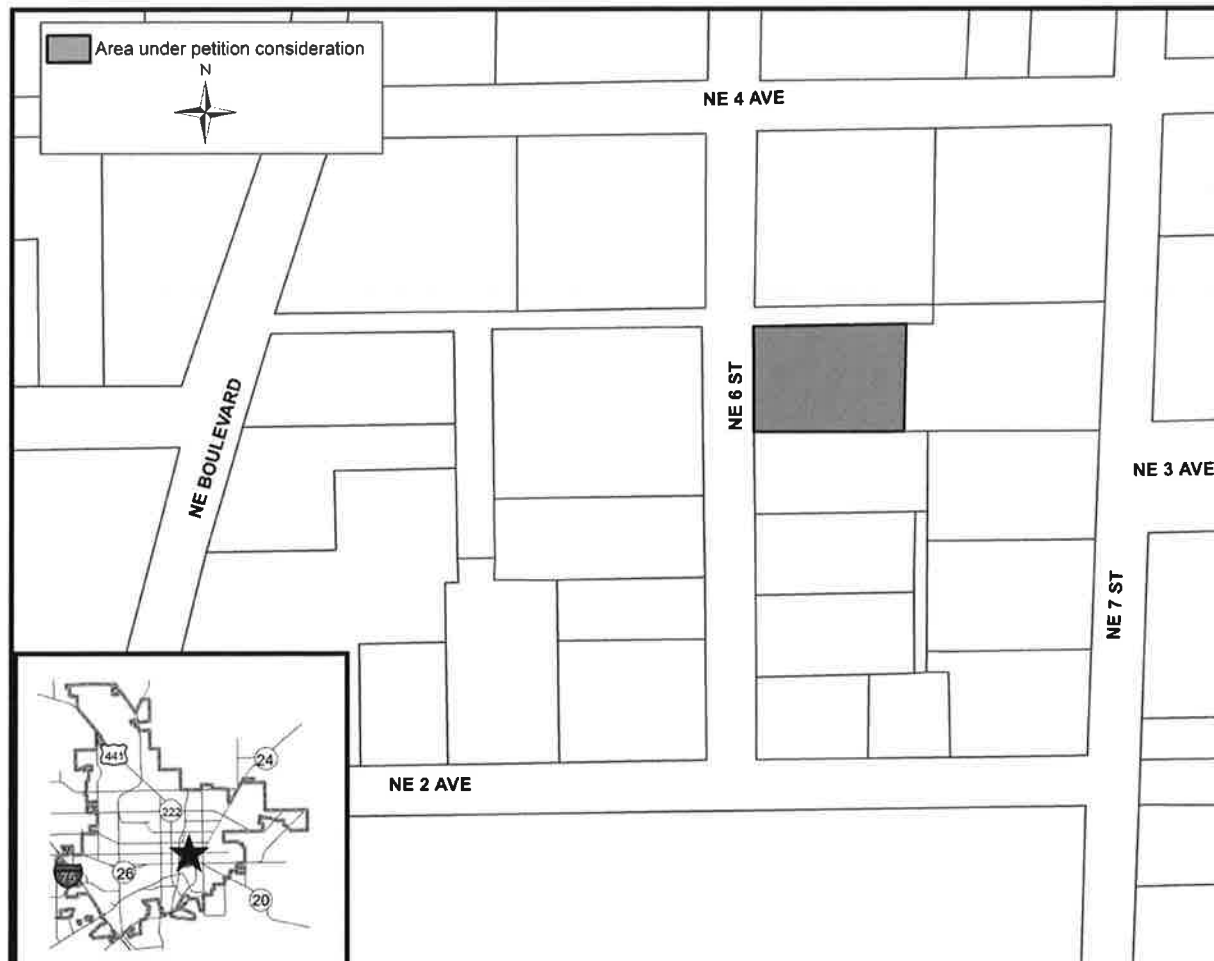 Area under petition consideration
N
NE 4 AVE
NE 6 ST
NE BOULEVARD
NE 3 AVE
NE 7 ST
NE 2 AVE
441
24
222
26
75
20